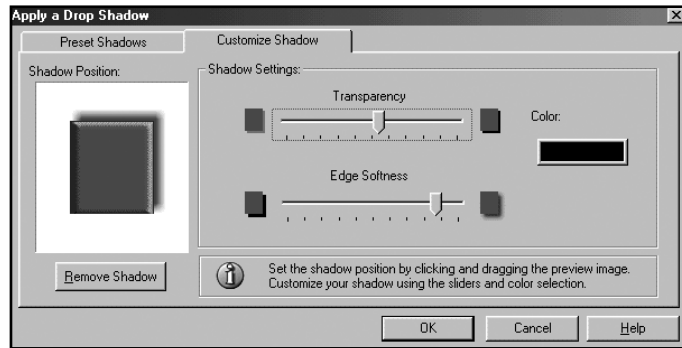 Apply a Drop Shadow
Preset Shadows
Customize Shadow
Shadow Position:
Shadow Settings:
Transparency
Color:
Edge Softness
Remove Shadow
Set the shadow position by clicking and dragging the preview image.
Customize your shadow using the sliders and color selection.
OK
Cancel
Help